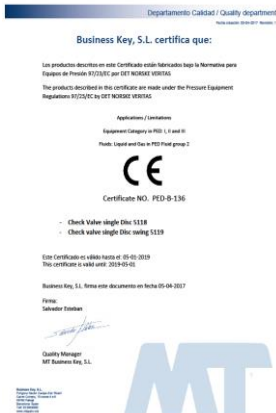 Departamento Calidad / Quality department
Business Key, S.L. certifica que:
Los productos descritos en este Certificado están fabricados bajo la Normativa para
Equipos de Presión 97/23/EC por DET NORSKE VERITAS
The products described in this certificate are made under the Pressure Equipment
Regulations 97/23/EC by DET NORSKE VERITAS
Applications / Limitations
Equipment Category in PED: I, II and III
Fluids: Liquid and Gas in PED Fluid group 2
CE
Certificate NO. PED-B-136
- Check Valve single Disc 5118
- Check valve single Disc swing 5119
Este Certificado es válido hasta el: 05-01-2019
This certificate is valid until: 2019-05-01
Business Key, S.L. firma este documento en fecha 05-04-2017
Firma:
Salvador Esteban
Quality Manager
MT Business Key, S.L.
MT